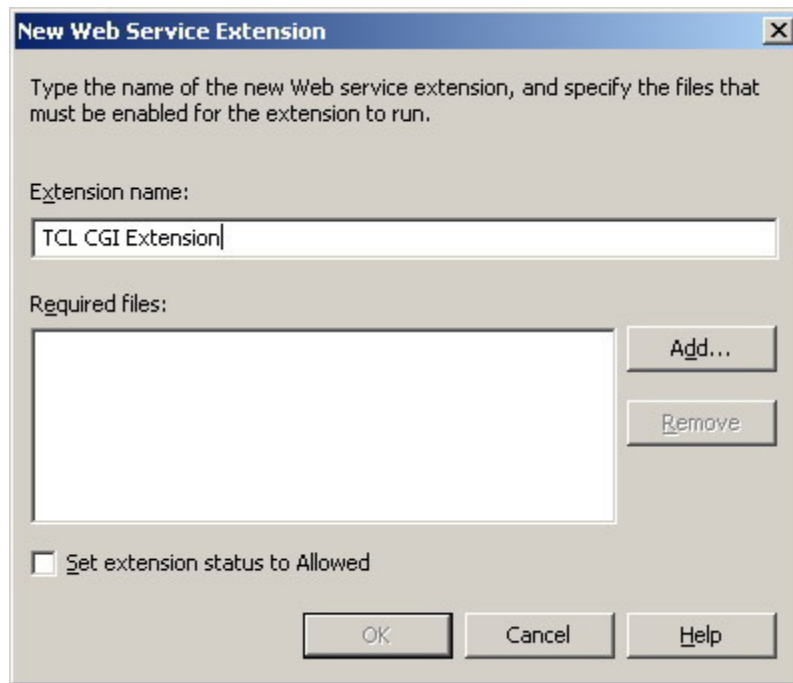 New Web Service Extension
Type the name of the new Web service extension, and specify the files that
must be enabled for the extension to run.
Extension name:
TCL CGI Extension
Required files:
Add...
Remove
Set extension status to Allowed
OK
Cancel
Help